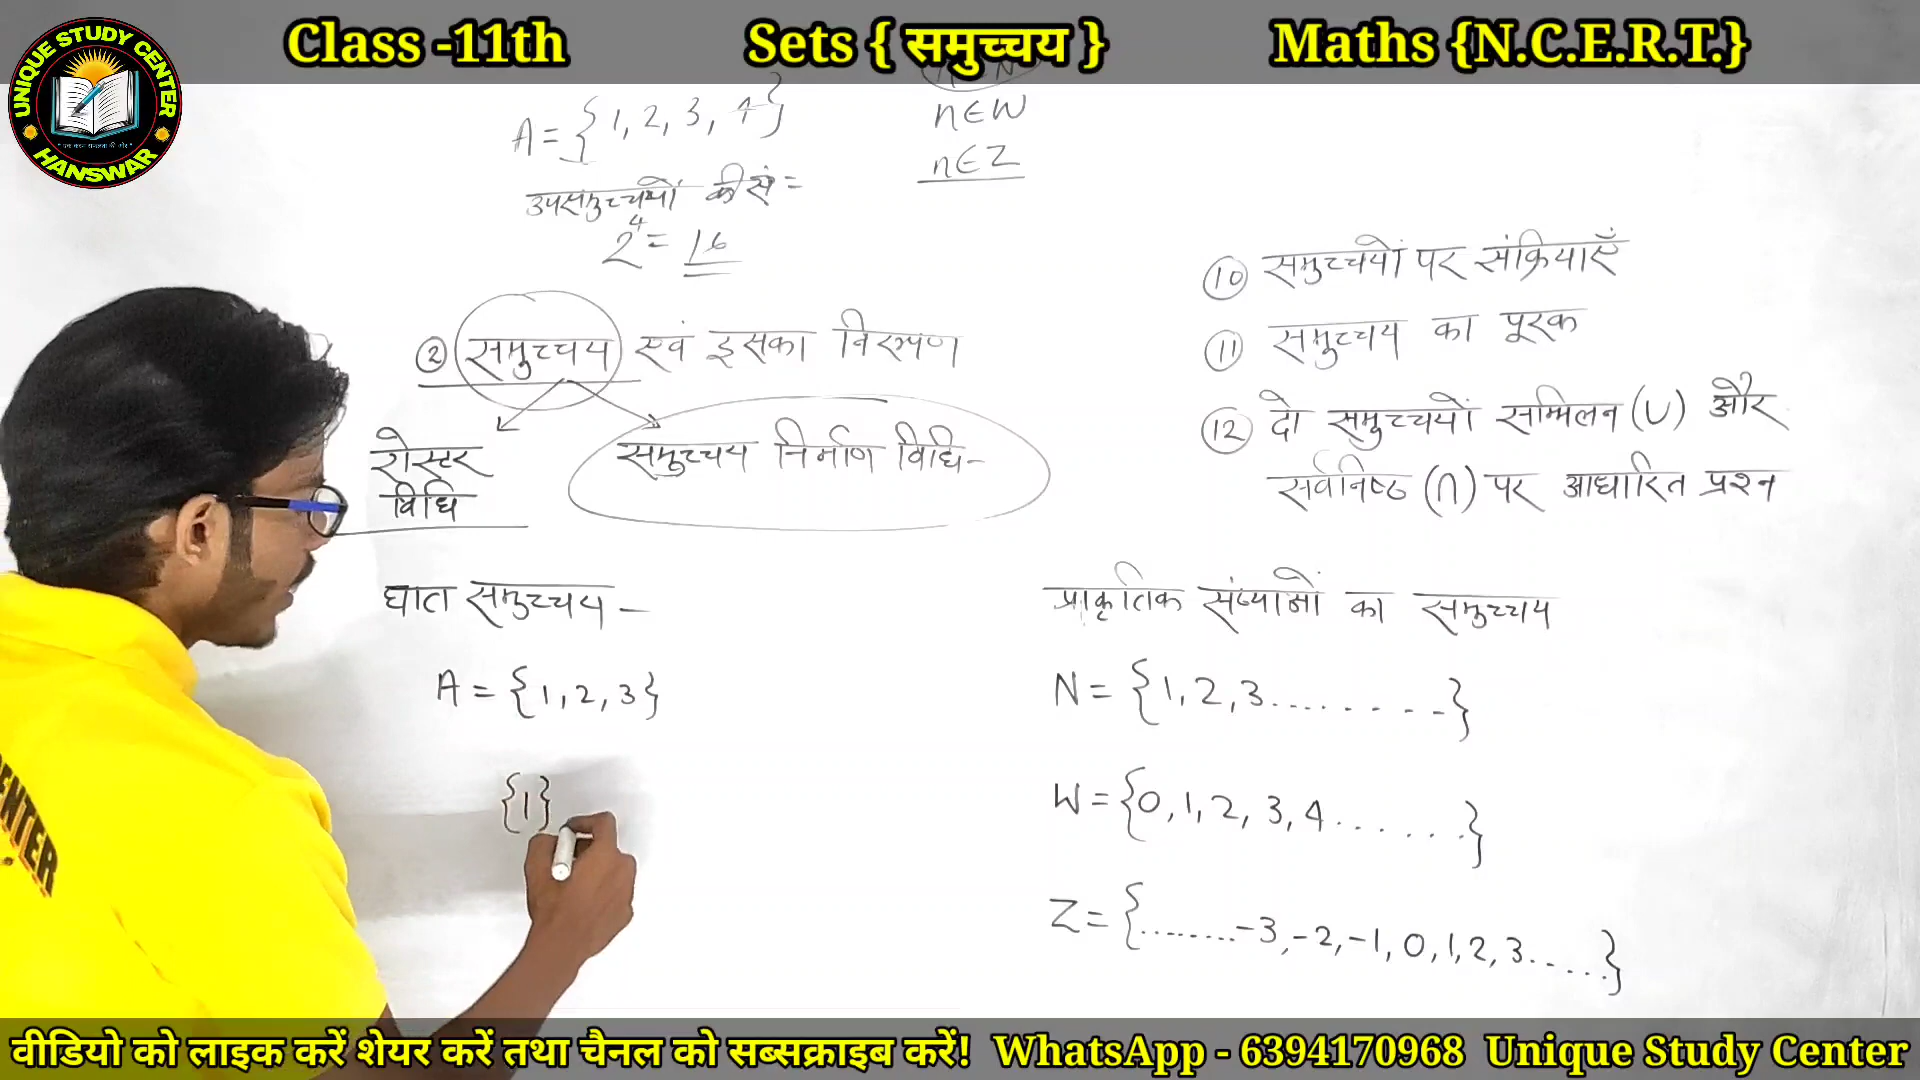 Class -11th
Sets { समुच्चय }
Maths {N.C.E.R.T.}
UNIQUE STUDY CENTER
HANSWAR
A = {1, 2, 3, 4}
उपसमुच्चयों की सं =
2⁴ = 16
n∈W
n∈Z
② समुच्चय एवं इसका निरूपण
रोस्टर
विधि
समुच्चय निर्माण विधि-
⑩ समुच्चयों पर संक्रियाएँ
⑪ समुच्चय का पूरक
⑫ दो समुच्चयों सम्मिलन (∪) और
सर्वनिष्ठ (∩) पर आधारित प्रश्न
घात समुच्चय –
A = {1, 2, 3}
{1}
प्राकृतिक संख्याओं का समुच्चय
N = {1, 2, 3.........}
W = {0, 1, 2, 3, 4.......}
Z = {........-3, -2, -1, 0, 1, 2, 3......}
ENTER
वीडियो को लाइक करें शेयर करें तथा चैनल को सब्सक्राइब करें! WhatsApp - 6394170968 Unique Study Center